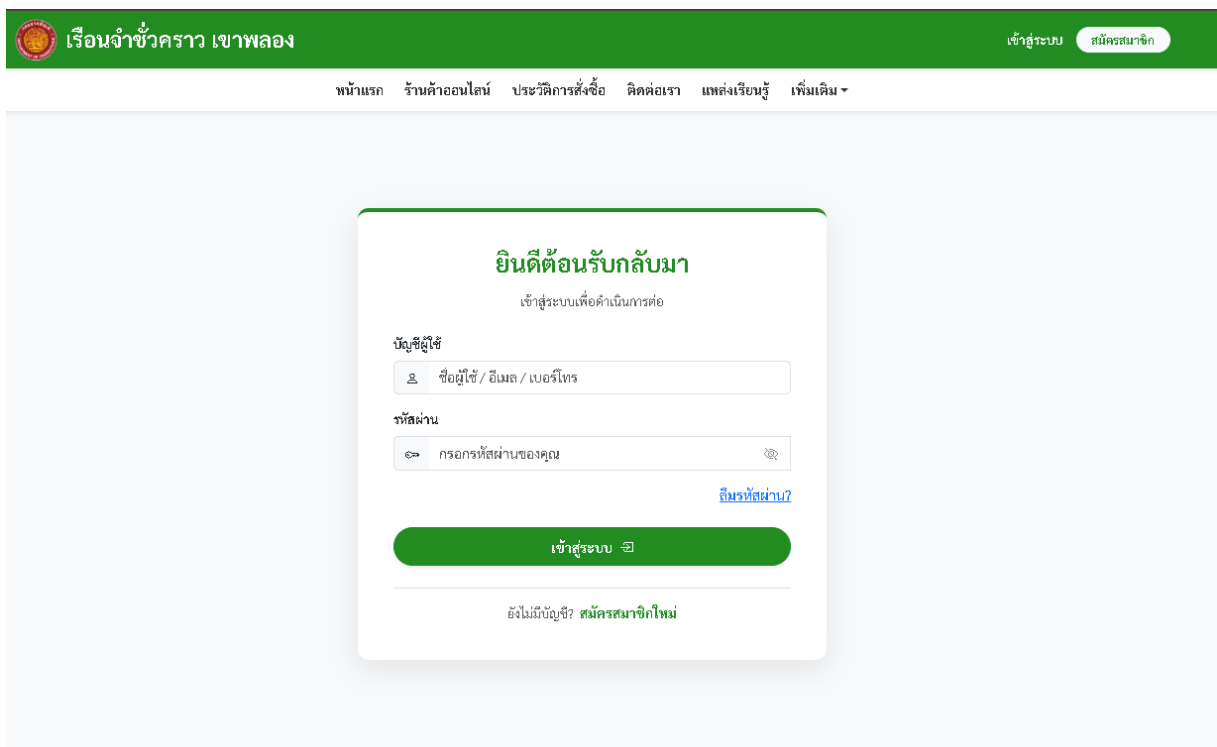 เรือนจำชั่วคราว เขาพลอง
เข้าสู่ระบบ สมัครสมาชิก
หน้าแรก ร้านค้าออนไลน์ ประวัติการสั่งซื้อ ติดต่อเรา แหล่งเรียนรู้ เพิ่มเติม
ยินดีต้อนรับกลับมา
เข้าสู่ระบบเพื่อดำเนินการต่อ
บัญชีผู้ใช้
ชื่อผู้ใช้ / อีเมล / เบอร์โทร
รหัสผ่าน
กรอกรหัสผ่านของคุณ
ลืมรหัสผ่าน?
เข้าสู่ระบบ
ยังไม่มีบัญชี? สมัครสมาชิกใหม่